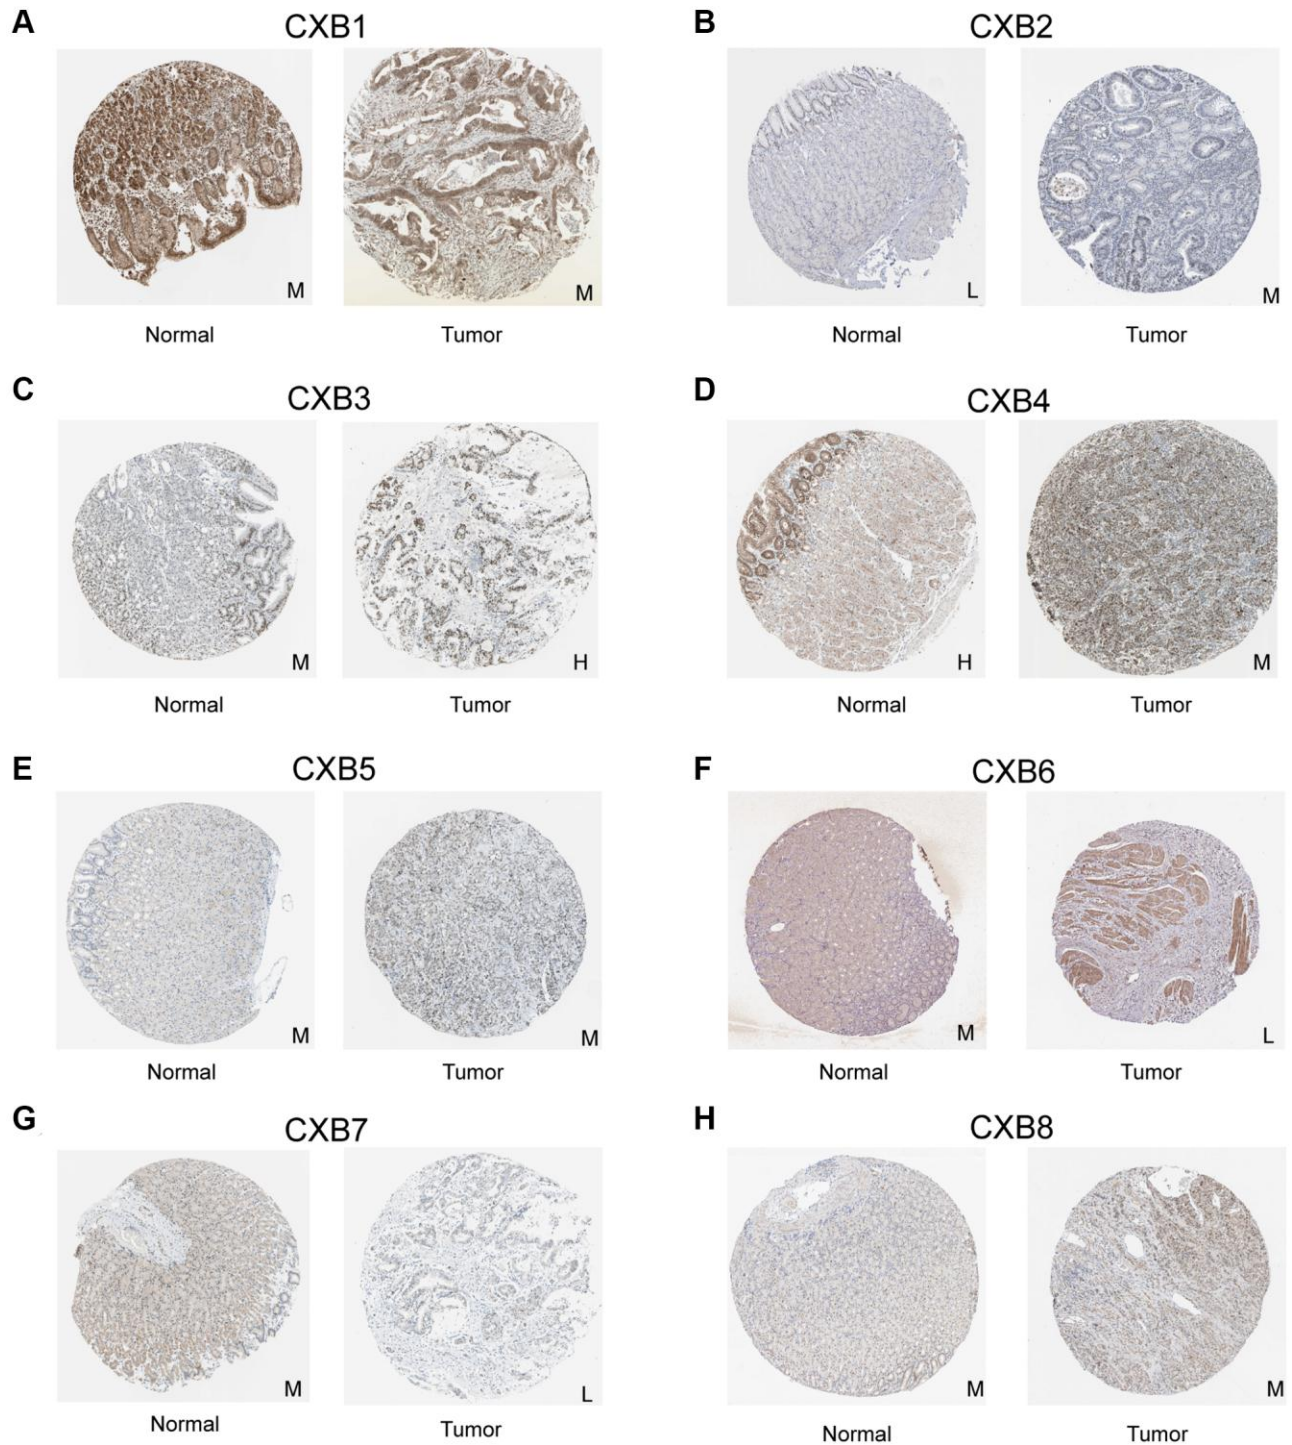 A
CXB1
M
M
Normal
Tumor
B
CXB2
L
M
Normal
Tumor
C
CXB3
M
H
Normal
Tumor
D
CXB4
H
M
Normal
Tumor
E
CXB5
M
M
Normal
Tumor
F
CXB6
M
L
Normal
Tumor
G
CXB7
M
L
Normal
Tumor
H
CXB8
M
M
Normal
Tumor